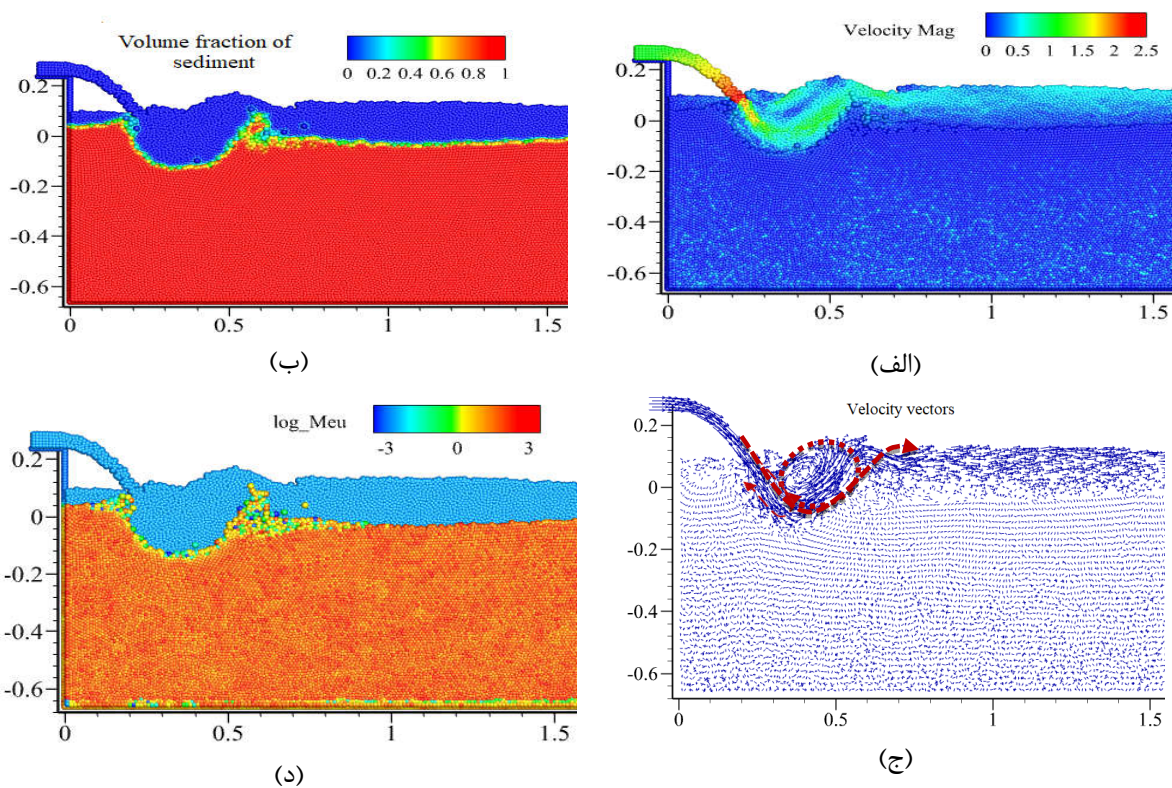 Volume fraction of
sediment
0 0.2 0.4 0.6 0.8 1
0.2
0
-0.2
-0.4
-0.6
0 0.5 1 1.5
(ب)
Velocity Mag
0 0.5 1 1.5 2 2.5
0.2
0
-0.2
-0.4
-0.6
0 0.5 1 1.5
(الف)
log_Meu
-3 0 3
0.2
0
-0.2
-0.4
-0.6
0 0.5 1 1.5
(د)
Velocity vectors
0.2
0
-0.2
-0.4
-0.6
0 0.5 1 1.5
(ج)